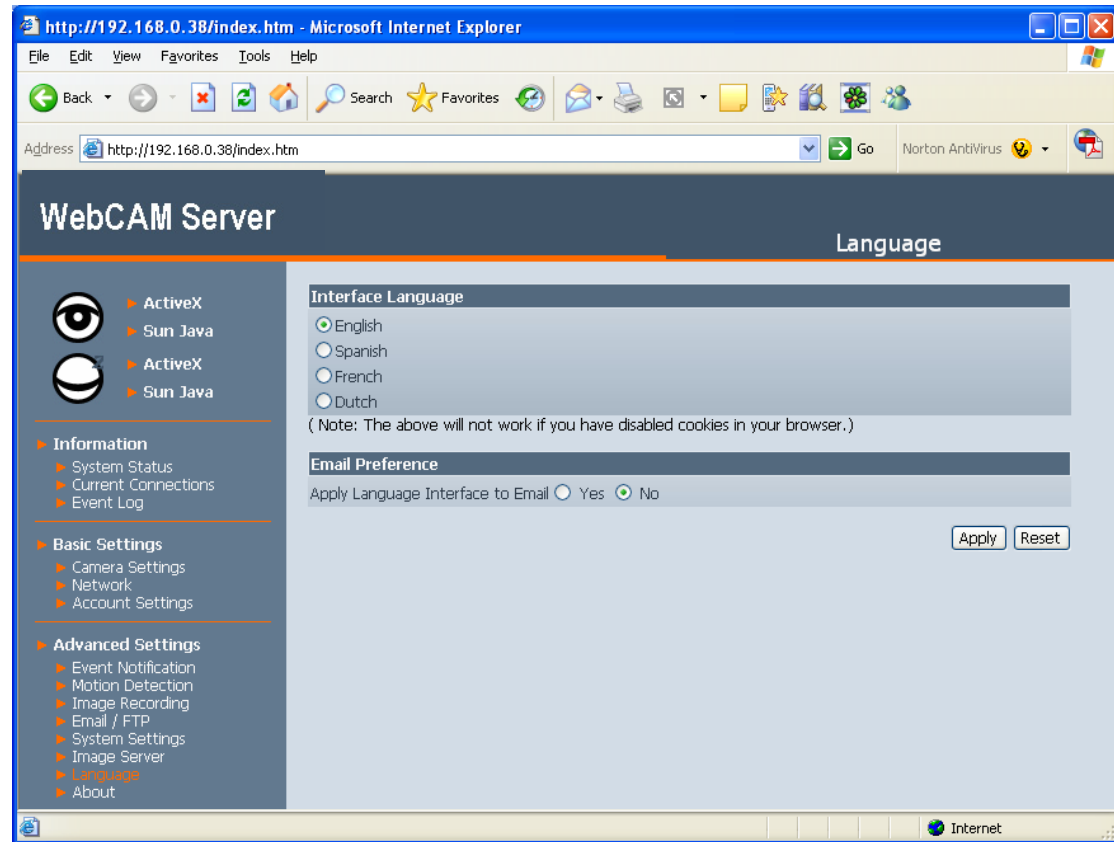 http://192.168.0.38/index.htm - Microsoft Internet Explorer
File Edit View Favorites Tools Help
Back Search Favorites
Address http://192.168.0.38/index.htm Go Norton AntiVirus
WebCAM Server
Language
ActiveX
Sun Java
ActiveX
Sun Java
Information
System Status
Current Connections
Event Log
Basic Settings
Camera Settings
Network
Account Settings
Advanced Settings
Event Notification
Motion Detection
Image Recording
Email / FTP
System Settings
Image Server
Language
About
Interface Language
English
Spanish
French
Dutch
( Note: The above will not work if you have disabled cookies in your browser.)
Email Preference
Apply Language Interface to Email Yes No
Apply Reset
Internet